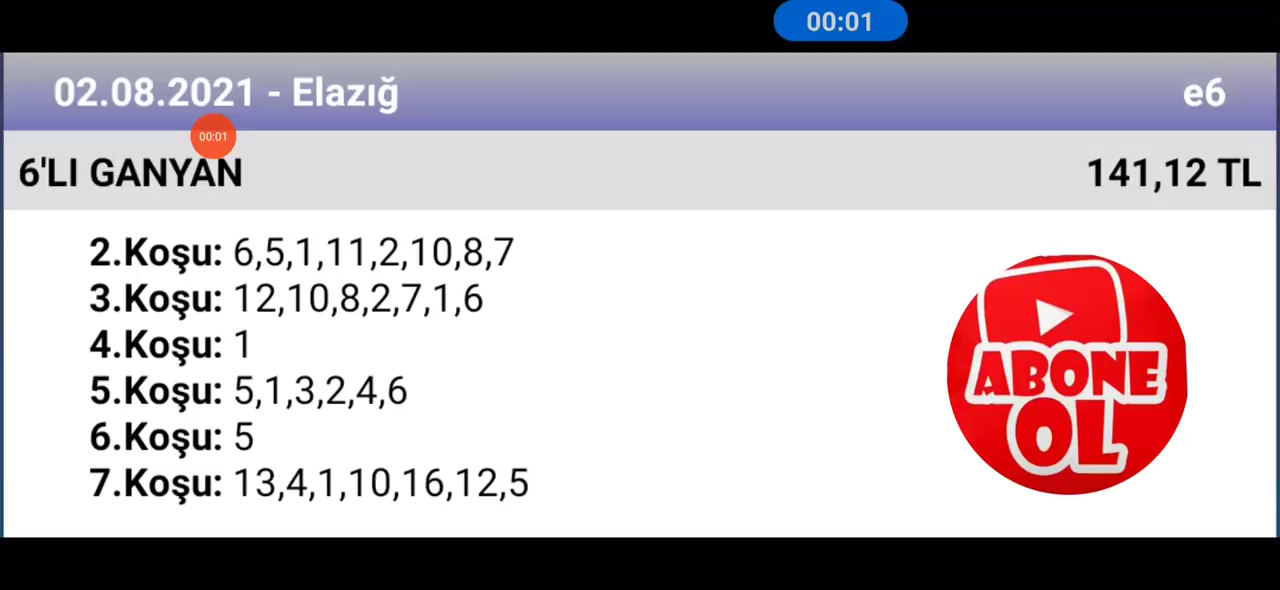 00:01
02.08.2021 - Elazığ e6
00:01
6'LI GANYAN 141,12 TL
2.Koşu: 6,5,1,11,2,10,8,7
3.Koşu: 12,10,8,2,7,1,6
4.Koşu: 1
5.Koşu: 5,1,3,2,4,6
6.Koşu: 5
7.Koşu: 13,4,1,10,16,12,5
ABONE
OL